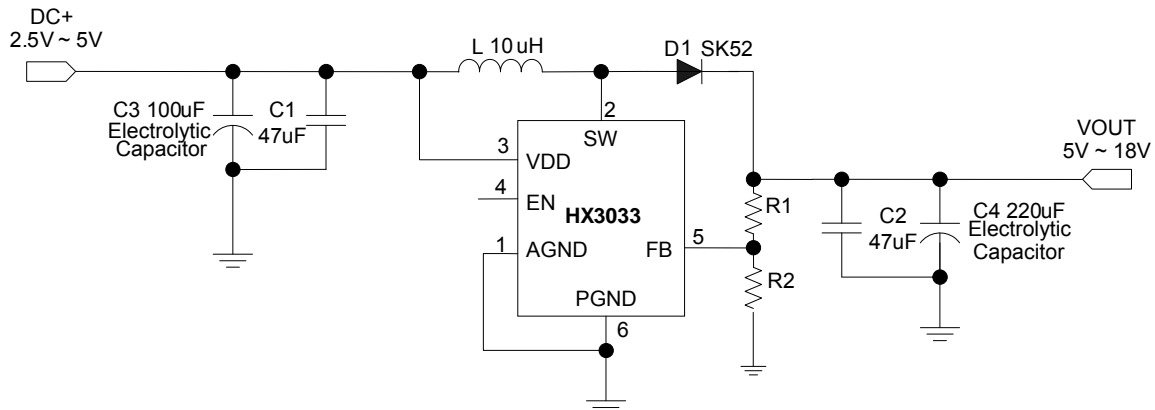 DC+
2.5V ~ 5V
L 10uH
D1 SK52
C3 100uF
Electrolytic
Capacitor
C1
47uF
2
SW
3
VDD
4
EN
HX3033
1
AGND
FB
5
PGND
6
R1
R2
C2
47uF
C4 220uF
Electrolytic
Capacitor
VOUT
5V ~ 18V